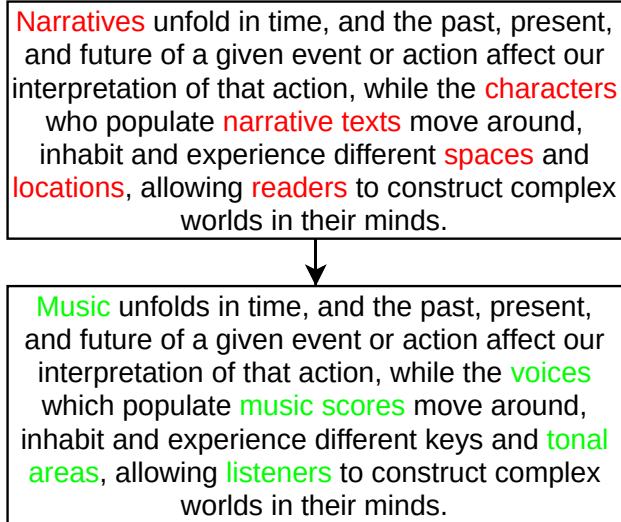 Narratives unfold in time, and the past, present,
and future of a given event or action affect our
interpretation of that action, while the characters
who populate narrative texts move around,
inhabit and experience different spaces and
locations, allowing readers to construct complex
worlds in their minds.
Music unfolds in time, and the past, present,
and future of a given event or action affect our
interpretation of that action, while the voices
which populate music scores move around,
inhabit and experience different keys and tonal
areas, allowing listeners to construct complex
worlds in their minds.